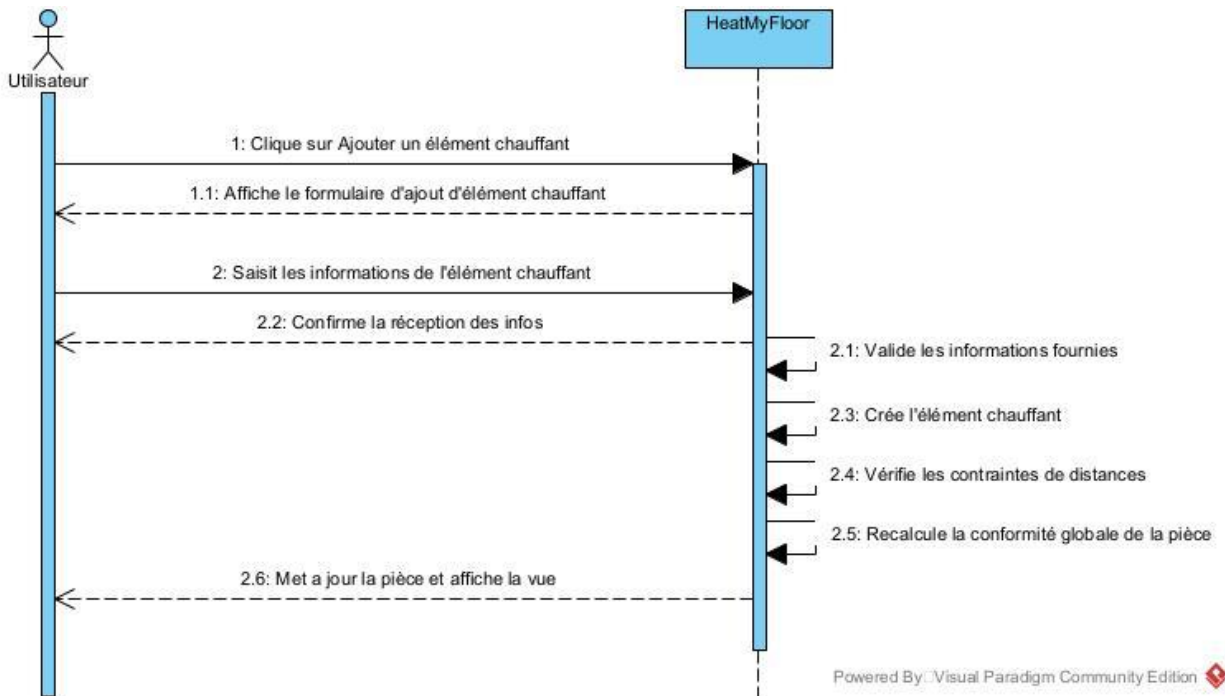 HeatMyFloor
Utilisateur
1: Clique sur Ajouter un élément chauffant
1.1: Affiche le formulaire d'ajout d'élément chauffant
2: Saisit les informations de l'élément chauffant
2.2: Confirme la réception des infos
2.1: Valide les informations fournies
2.3: Crée l'élément chauffant
2.4: Vérifie les contraintes de distances
2.5: Recalcule la conformité globale de la pièce
2.6: Met a jour la pièce et affiche la vue
Powered By Visual Paradigm Community Edition